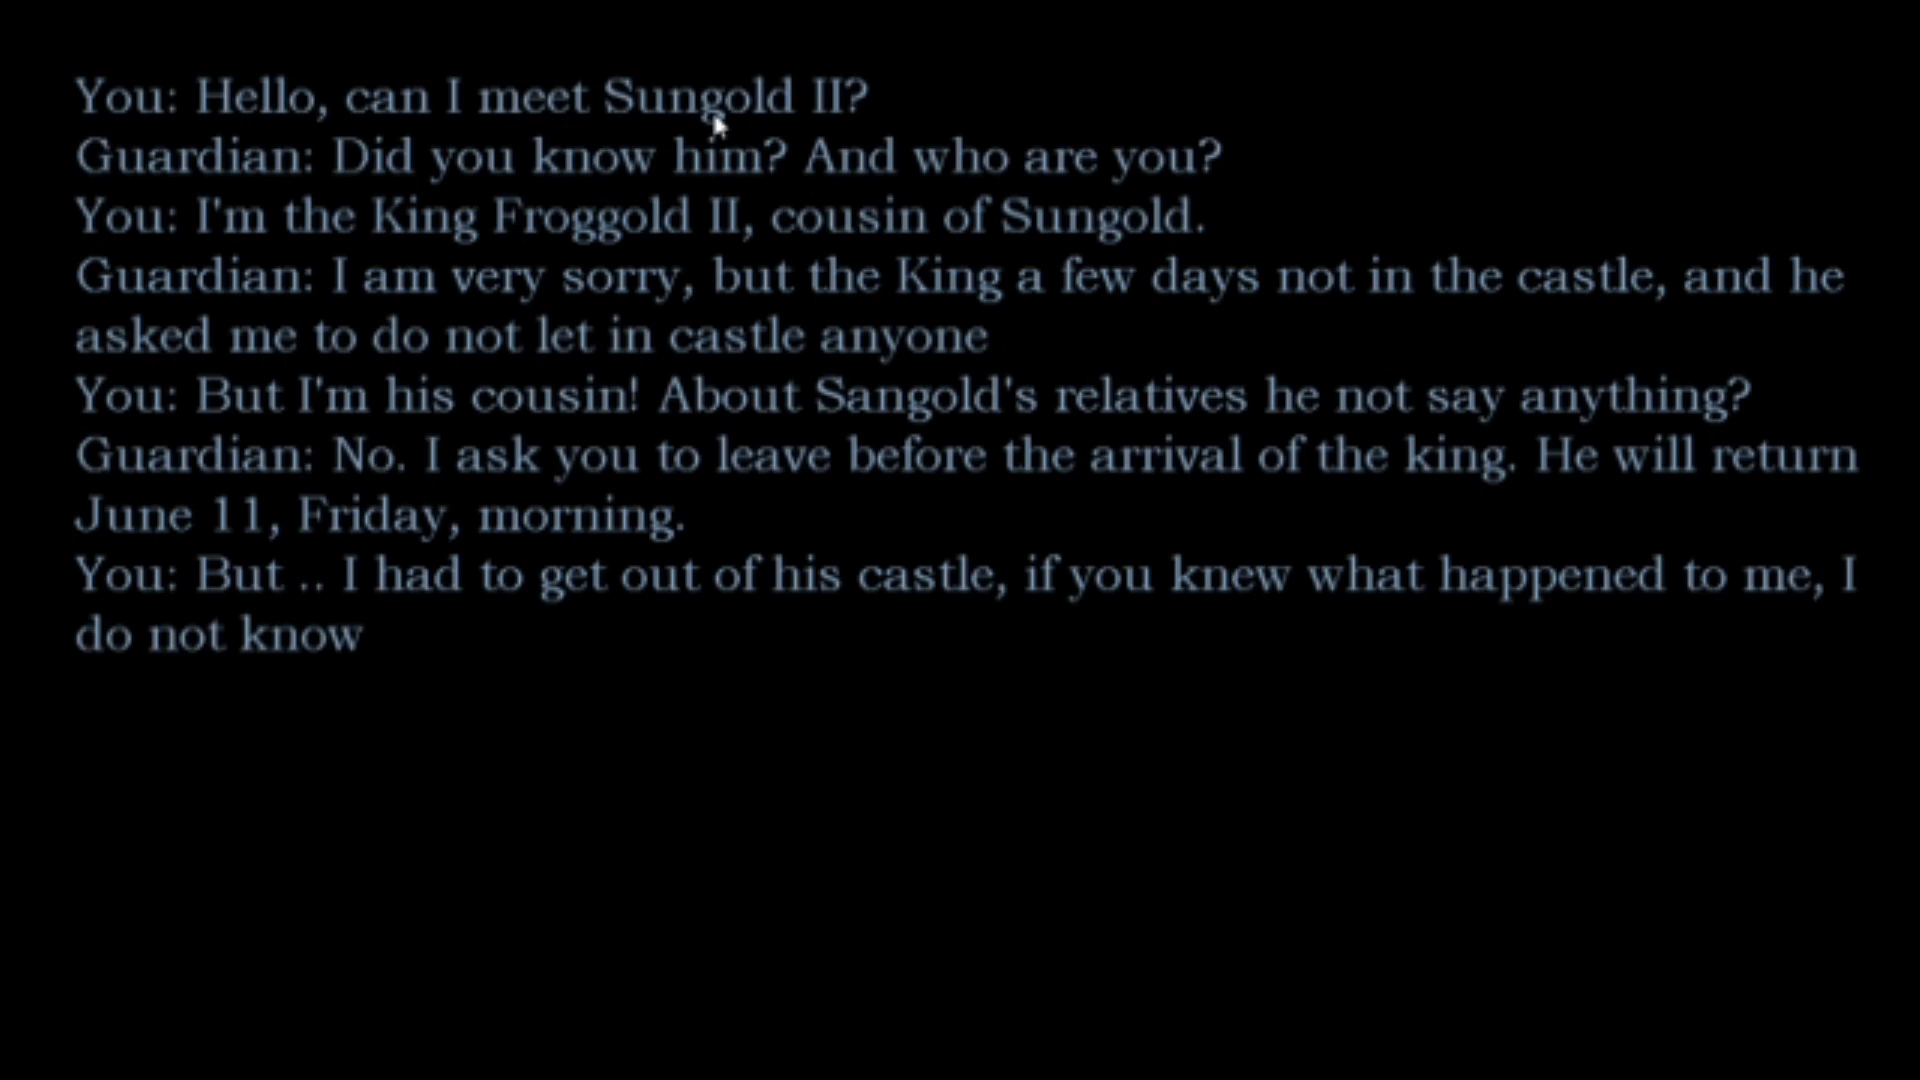 You: Hello, can I meet Sungold II?
Guardian: Did you know him? And who are you?
You: I'm the King Froggold II, cousin of Sungold.
Guardian: I am very sorry, but the King a few days not in the castle, and he
asked me to do not let in castle anyone
You: But I'm his cousin! About Sangold's relatives he not say anything?
Guardian: No. I ask you to leave before the arrival of the king. He will return
June 11, Friday, morning.
You: But .. I had to get out of his castle, if you knew what happened to me, I
do not know